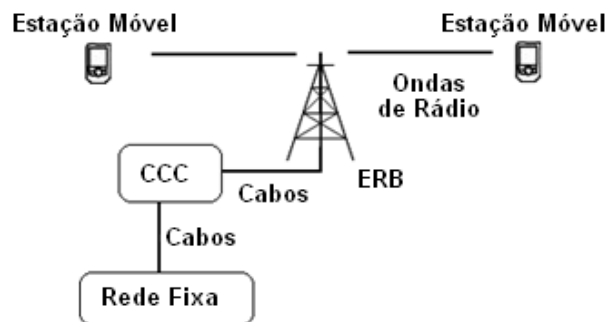 Estação Móvel
Estação Móvel
Ondas
de Rádio
CCC
Cabos
ERB
Cabos
Rede Fixa